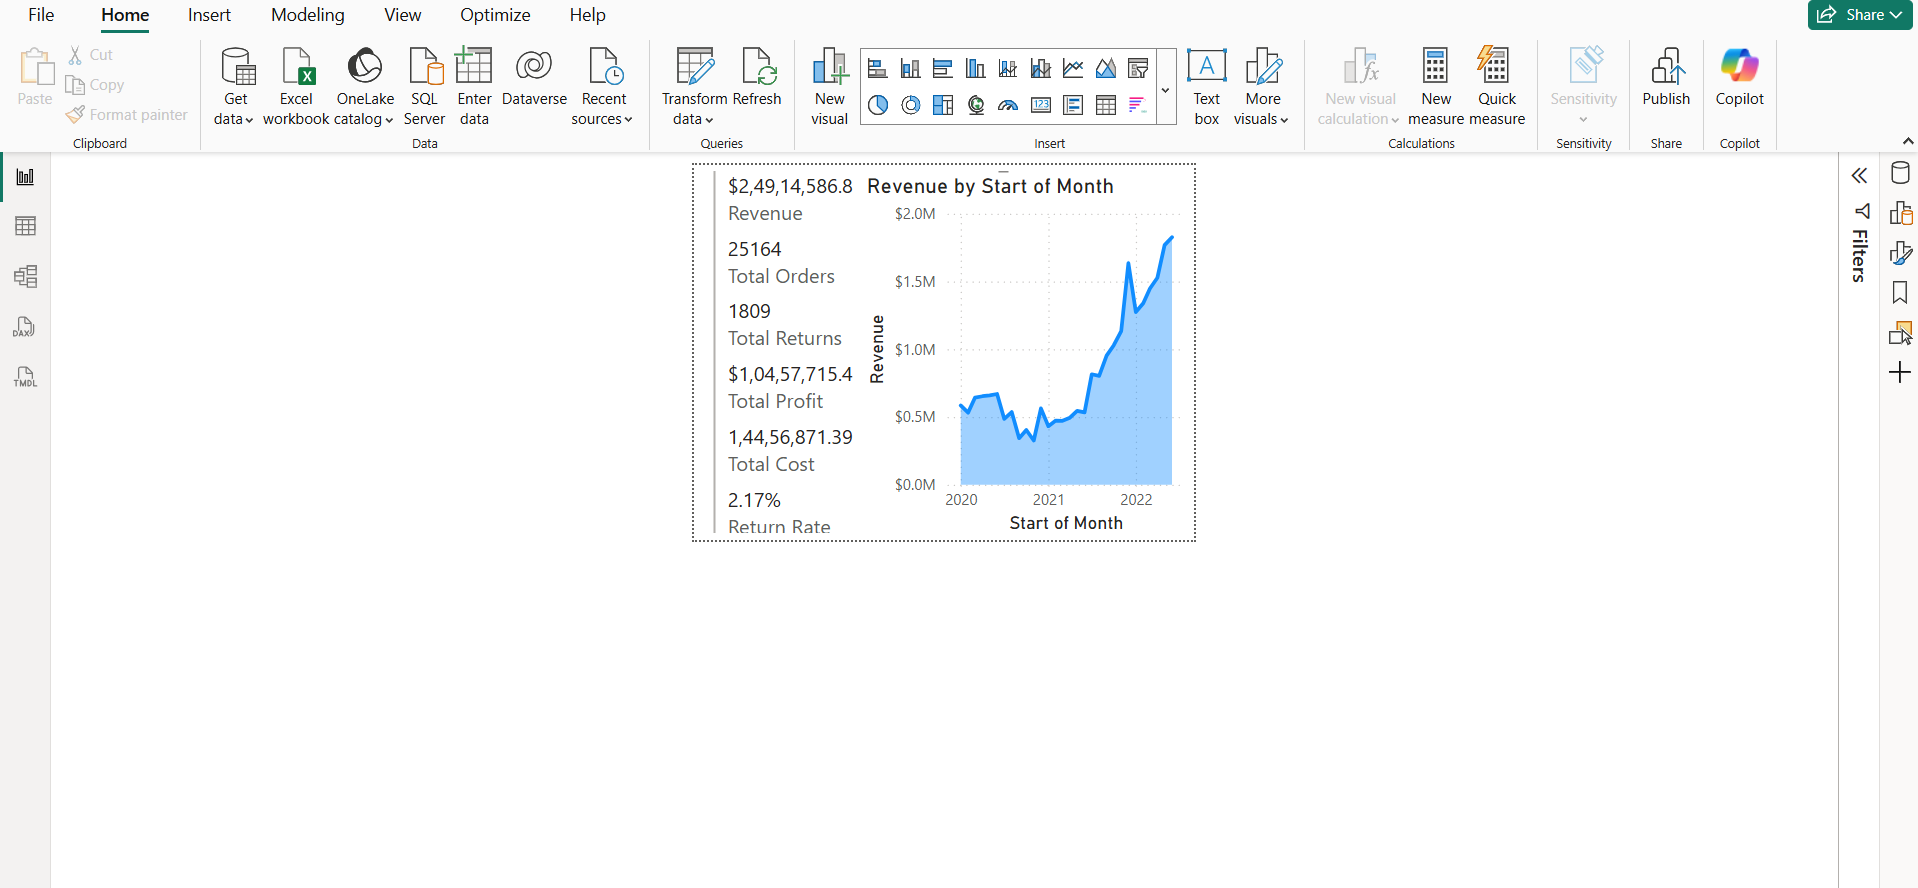 File Home Insert Modeling View Optimize Help
Share
Paste
Cut
Copy
Format painter
Clipboard
Get data
Excel workbook
OneLake catalog
SQL Server
Enter data
Dataverse
Recent sources
Data
Transform data
Refresh
Queries
New visual
123
Text box
More visuals
Insert
New visual calculation
New measure
Quick measure
Calculations
Sensitivity
Sensitivity
Publish
Share
Copilot
Copilot
DAX
TMDL
$2,49,14,586.8
Revenue
25164
Total Orders
1809
Total Returns
$1,04,57,715.4
Total Profit
1,44,56,871.39
Total Cost
2.17%
Return Rate
Revenue by Start of Month
Revenue
$2.0M
$1.5M
$1.0M
$0.5M
$0.0M
2020 2021 2022
Start of Month
Filters